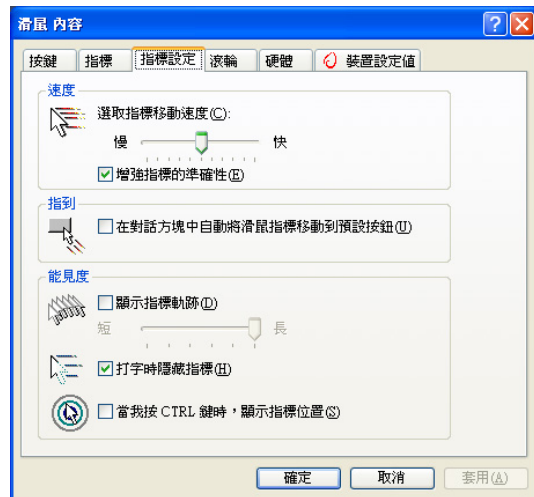 滑鼠 內容
按鍵 指標 指標設定 滾輪 硬體 裝置設定值
速度
選取指標移動速度(C):
慢 快
增強指標的準確性(E)
指到
在對話方塊中自動將滑鼠指標移動到預設按鈕(U)
能見度
顯示指標軌跡(D)
短 長
打字時隱藏指標(H)
當我按 CTRL 鍵時，顯示指標位置(S)
確定 取消 套用(A)